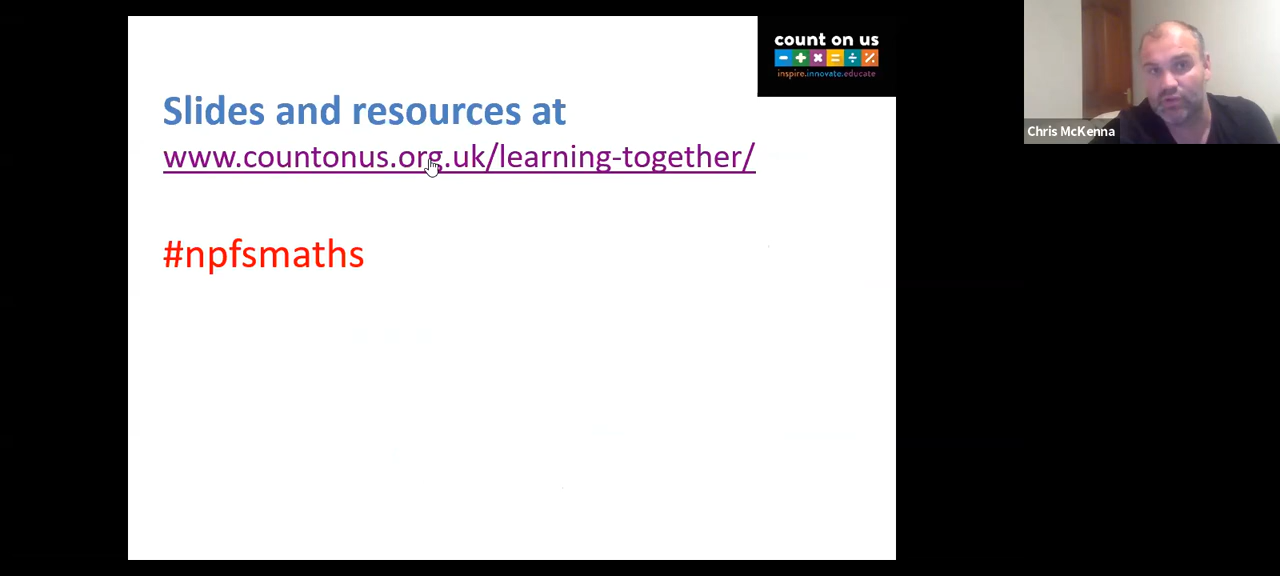 count on us
- + × = ÷ %
inspire.innovate.educate
Slides and resources at
www.countonus.org.uk/learning-together/
#npfsmaths
Chris McKenna